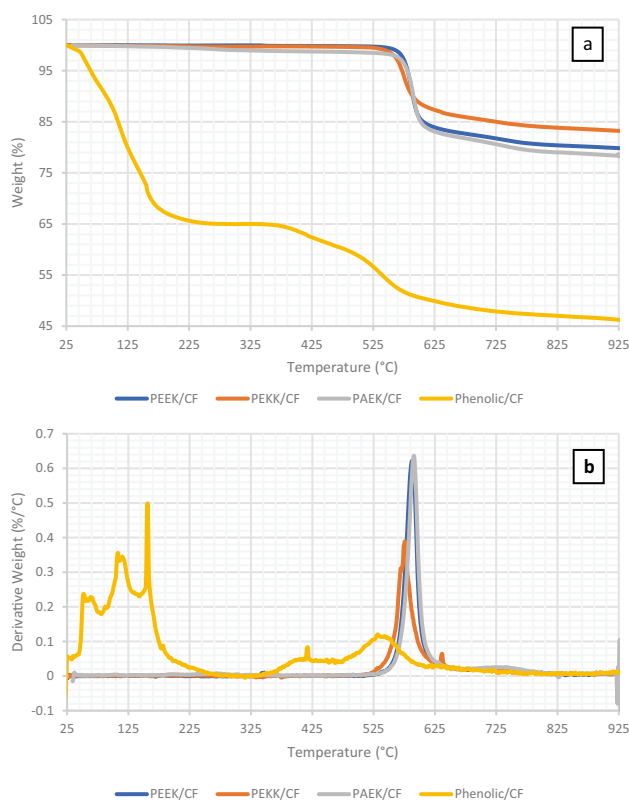 a
105
95
85
75
65
55
45
Weight (%)
25 125 225 325 425 525 625 725 825 925
Temperature (°C)
PEEK/CF PEKK/CF PAEK/CF Phenolic/CF
b
0.7
0.6
0.5
0.4
0.3
0.2
0.1
0
-0.1
Derivative Weight (%/°C)
25 125 225 325 425 525 625 725 825 925
Temperature (°C)
PEEK/CF PEKK/CF PAEK/CF Phenolic/CF